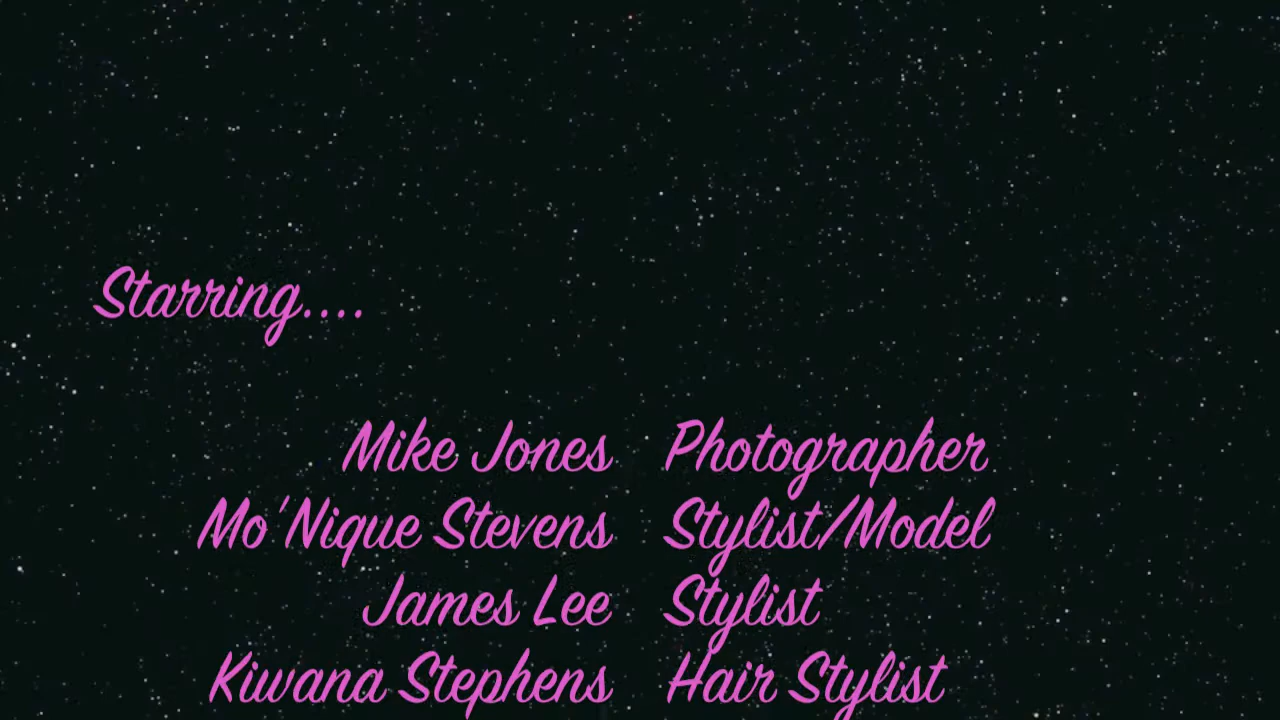 Starring....
Mike Jones Photographer
Mo'Nique Stevens Stylist/Model
James Lee Stylist
Kiwana Stephens Hair Stylist